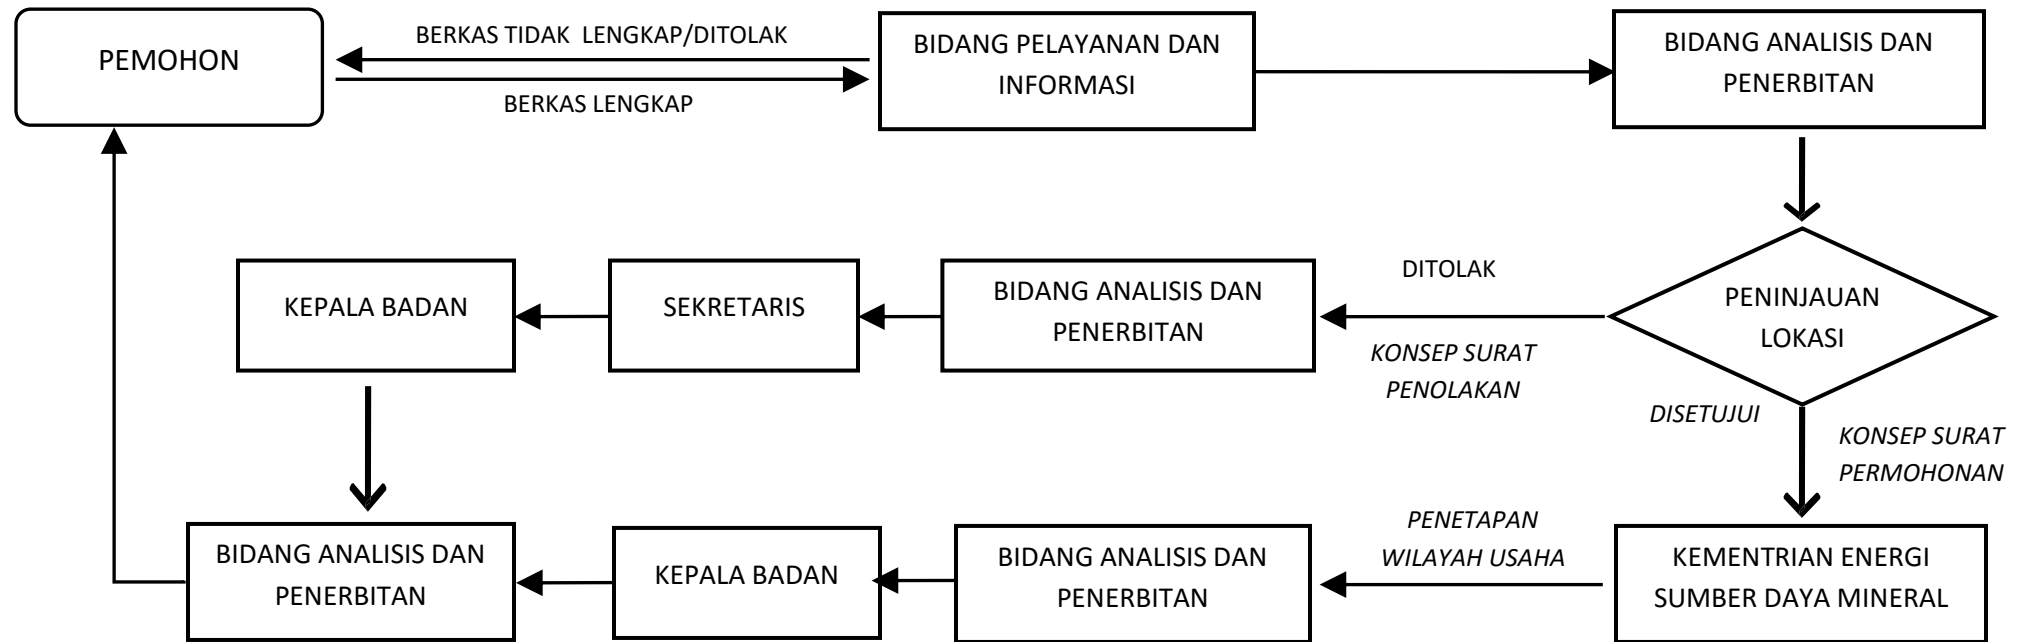 PEMOHON
BERKAS TIDAK LENGKAP/DITOLAK
BERKAS LENGKAP
BIDANG PELAYANAN DAN
INFORMASI
BIDANG ANALISIS DAN
PENERBITAN
KEPALA BADAN
SEKRETARIS
BIDANG ANALISIS DAN
PENERBITAN
DITOLAK
KONSEP SURAT
PENOLAKAN
PENINJAUAN
LOKASI
DISETUJUI
KONSEP SURAT
PERMOHONAN
BIDANG ANALISIS DAN
PENERBITAN
KEPALA BADAN
BIDANG ANALISIS DAN
PENERBITAN
PENETAPAN
WILAYAH USAHA
KEMENTRIAN ENERGI
SUMBER DAYA MINERAL